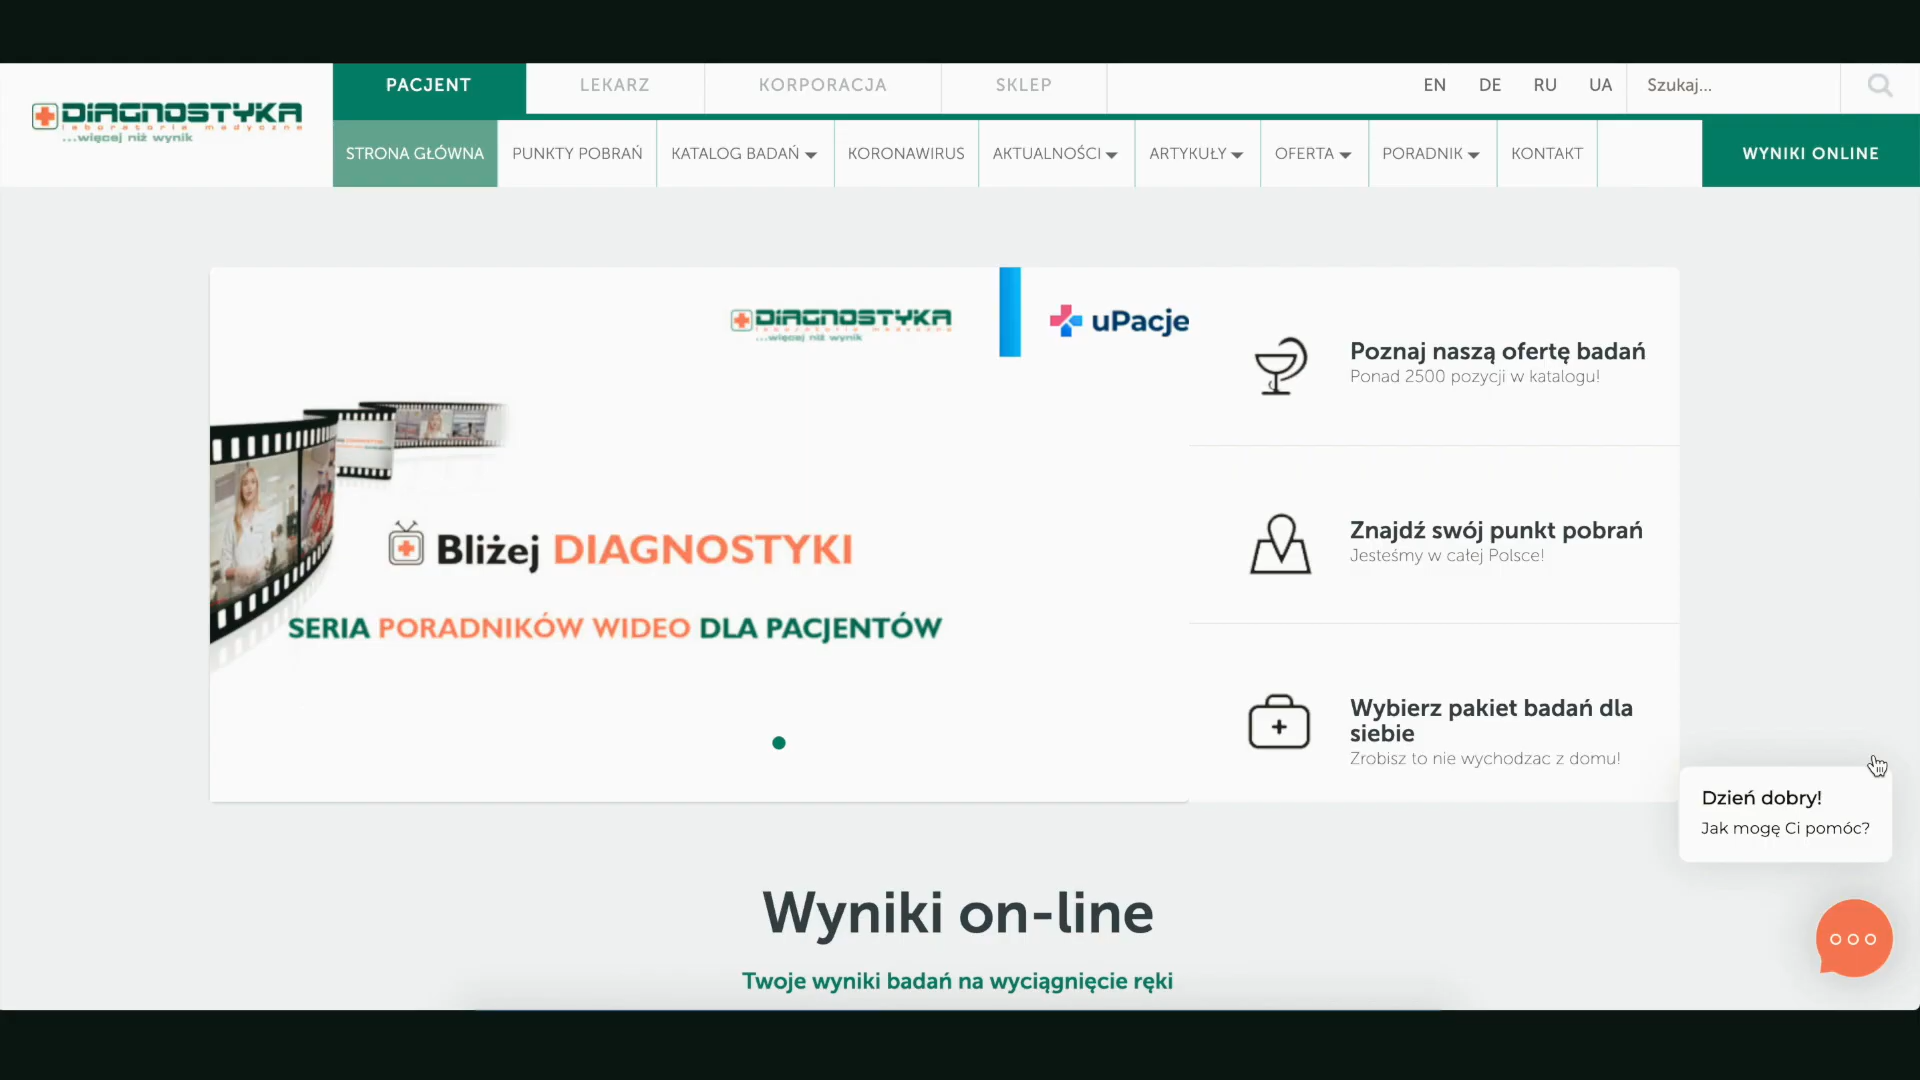 DIAGNOSTYKA
laboratoria medyczne
...więcej niż wynik
PACJENT
LEKARZ
KORPORACJA
SKLEP
EN
DE
RU
UA
Szukaj...
STRONA GŁÓWNA
PUNKTY POBRAŃ
KATALOG BADAŃ
KORONAWIRUS
AKTUALNOŚCI
ARTYKUŁY
OFERTA
PORADNIK
KONTAKT
WYNIKI ONLINE
DIAGNOSTYKA
laboratoria medyczne
...więcej niż wynik
uPacje
Bliżej DIAGNOSTYKI
SERIA PORADNIKÓW WIDEO DLA PACJENTÓW
Poznaj naszą ofertę badań
Ponad 2500 pozycji w katalogu!
Znajdź swój punkt pobrań
Jesteśmy w całej Polsce!
Wybierz pakiet badań dla
siebie
Zrobisz to nie wychodzac z domu!
Dzień dobry!
Jak mogę Ci pomóc?
Wyniki on-line
Twoje wyniki badań na wyciągnięcie ręki